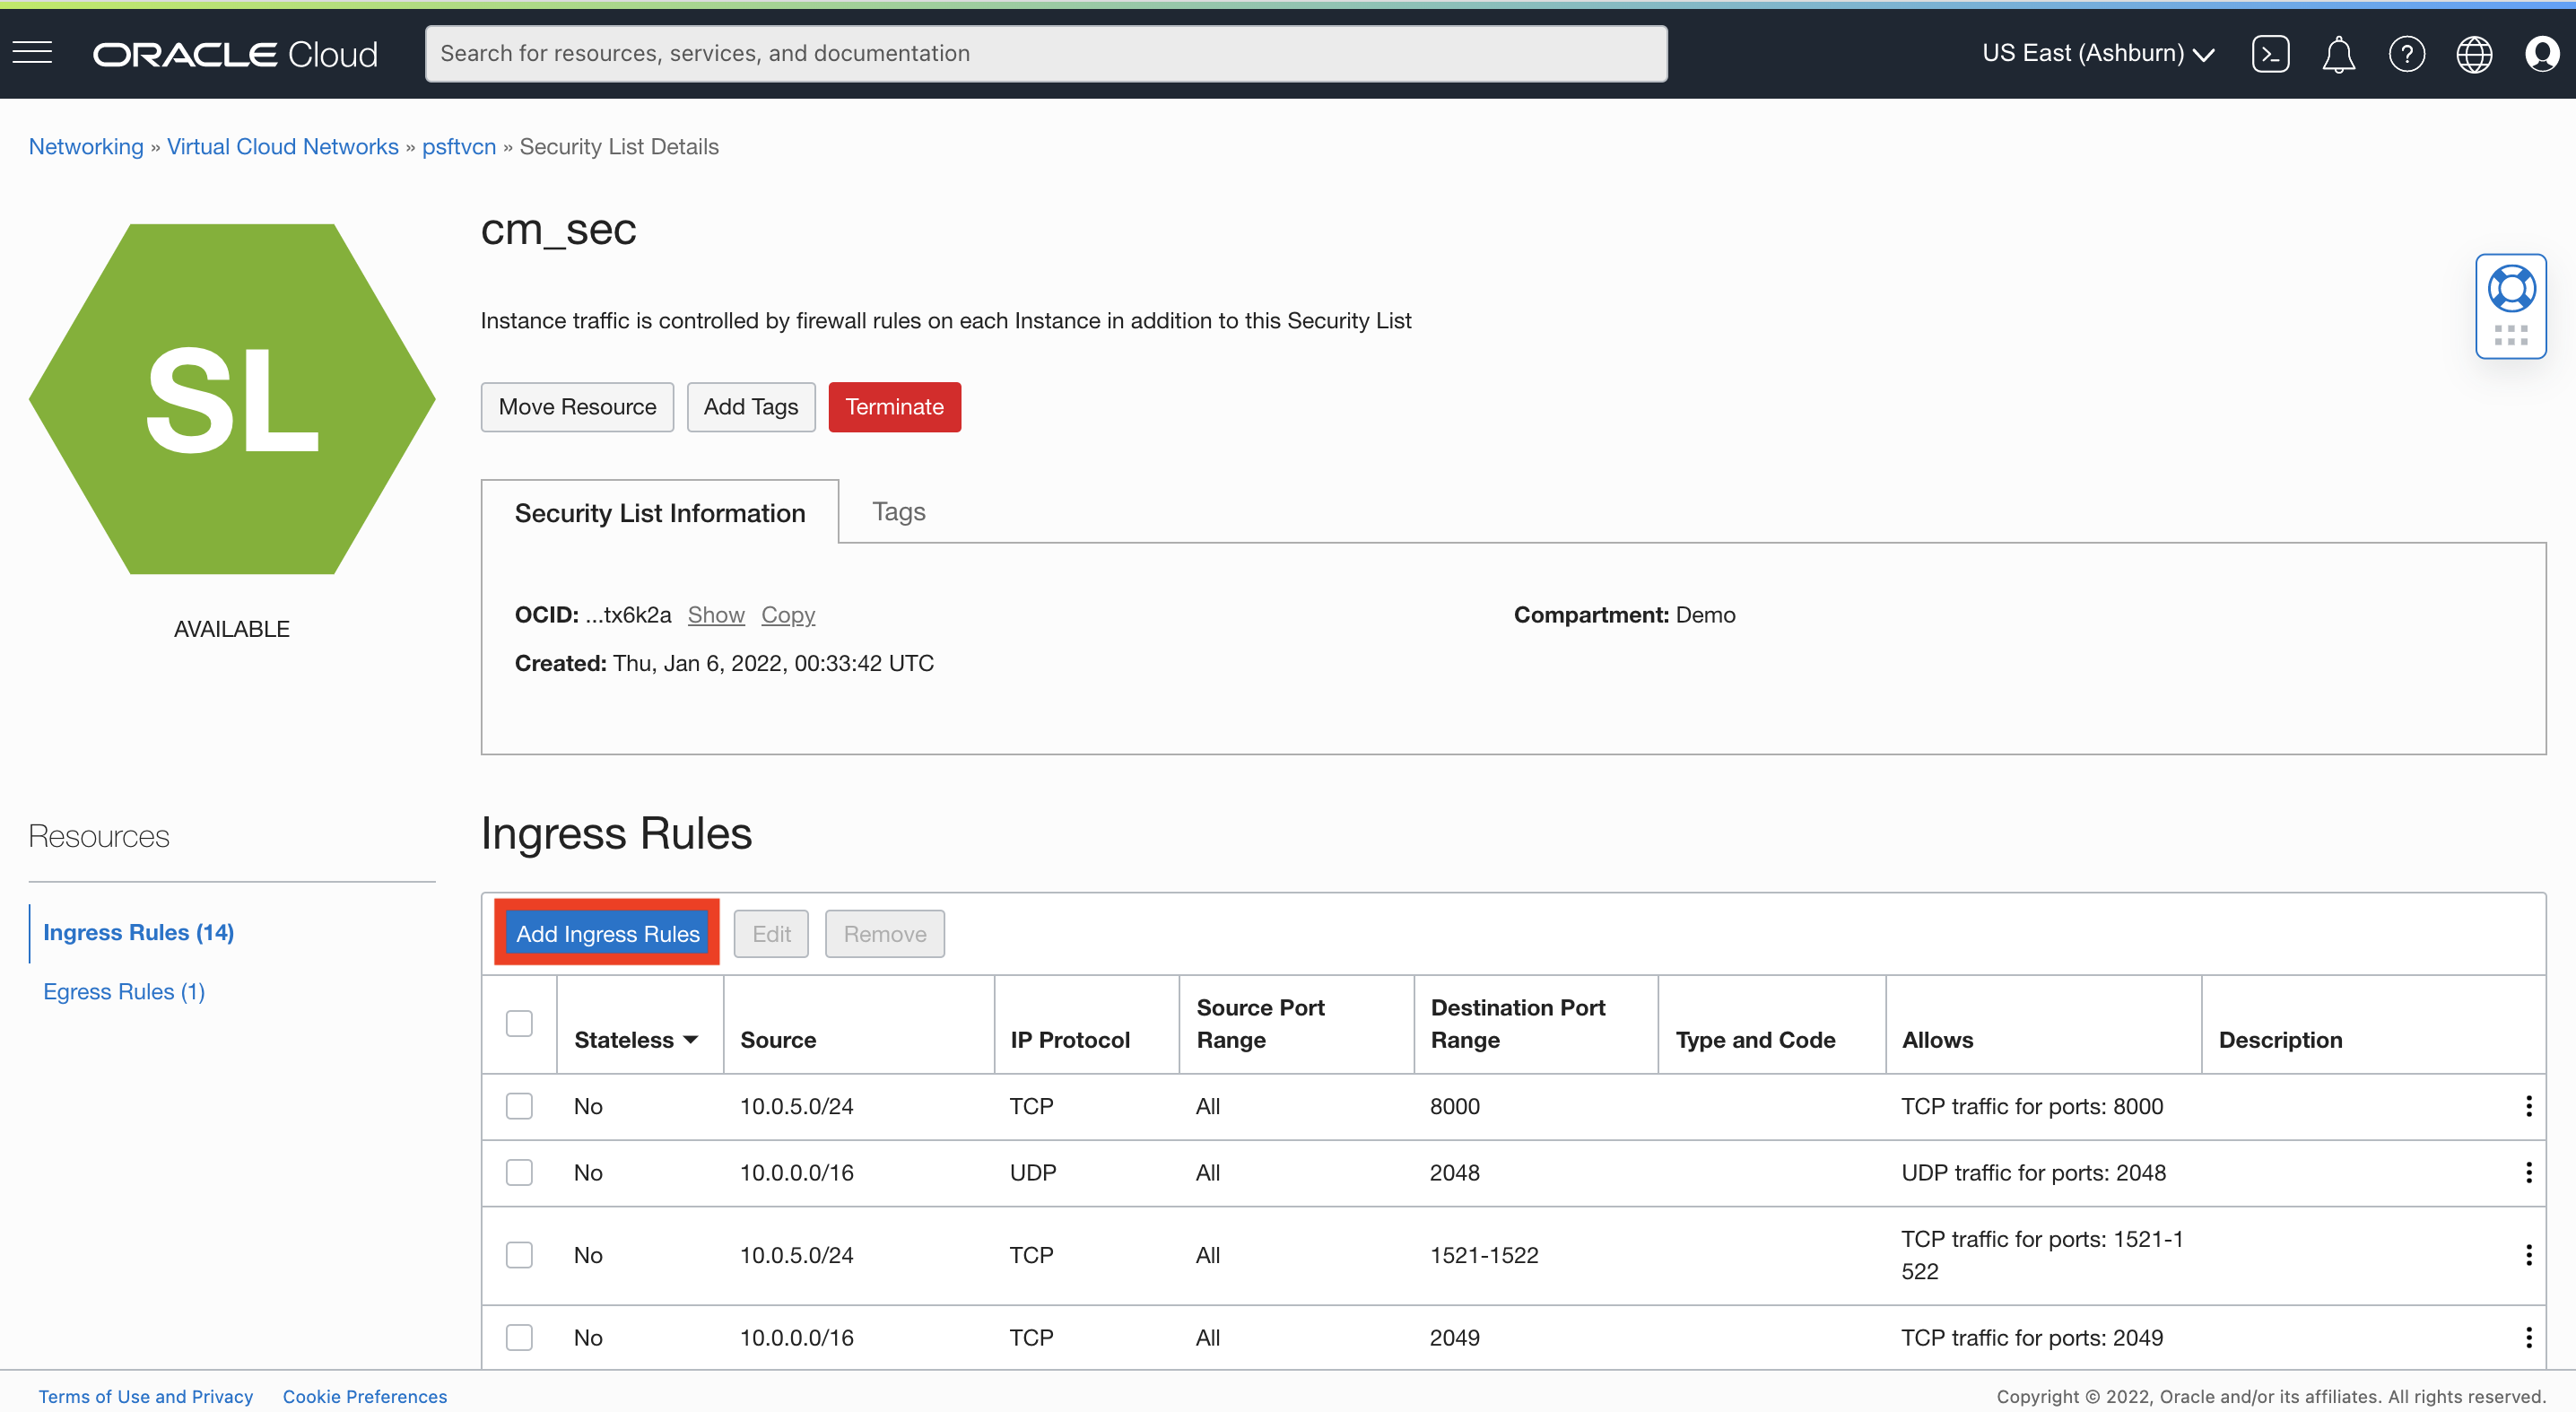 ORACLE Cloud
Search for resources, services, and documentation
US East (Ashburn)
Networking » Virtual Cloud Networks » psftvcn » Security List Details
SL
AVAILABLE
cm_sec
Instance traffic is controlled by firewall rules on each Instance in addition to this Security List
Move Resource Add Tags Terminate
Security List Information Tags
OCID: ...tx6k2a Show Copy Compartment: Demo
Created: Thu, Jan 6, 2022, 00:33:42 UTC
Resources
Ingress Rules (14)
Egress Rules (1)
Ingress Rules
Add Ingress Rules Edit Remove
Stateless Source IP Protocol Source Port Range Destination Port Range Type and Code Allows Description
No 10.0.5.0/24 TCP All 8000 TCP traffic for ports: 8000
No 10.0.0.0/16 UDP All 2048 UDP traffic for ports: 2048
No 10.0.5.0/24 TCP All 1521-1522 TCP traffic for ports: 1521-1
522
No 10.0.0.0/16 TCP All 2049 TCP traffic for ports: 2049
Terms of Use and Privacy Cookie Preferences Copyright © 2022, Oracle and/or its affiliates. All rights reserved.